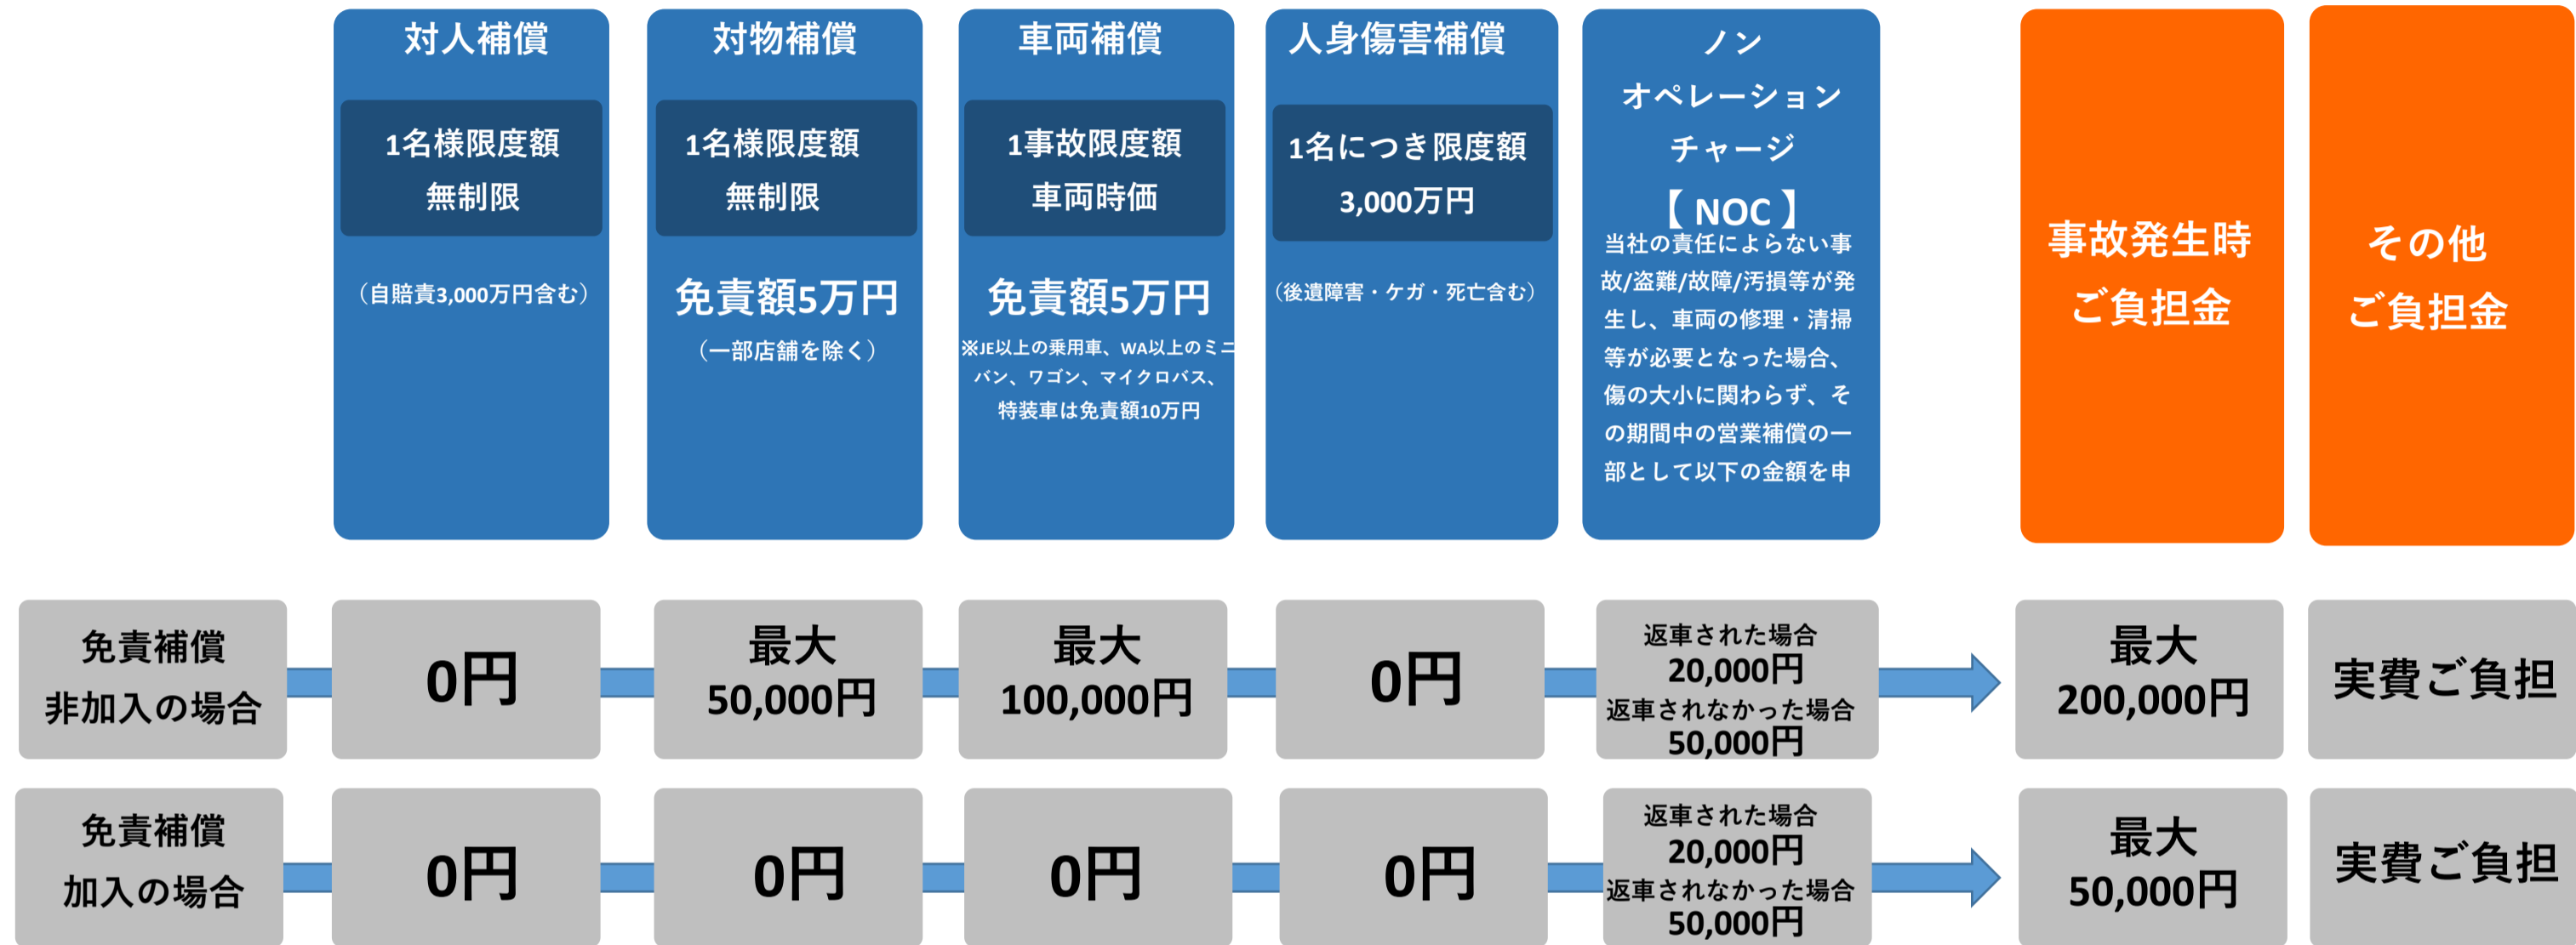 対人補償
1名様限度額
無制限
（自賠責3,000万円含む）
対物補償
1名様限度額
無制限
免責額5万円
（一部店舗を除く）
車両補償
1事故限度額
車両時価
免責額5万円
※JE以上の乗用車、WA以上のミニ
バン、ワゴン、マイクロバス、
特装車は免責額10万円
人身傷害補償
1名につき限度額
3,000万円
（後遺障害・ケガ・死亡含む）
ノン
オペレーション
チャージ
【 NOC 】
当社の責任によらない事
故/盗難/故障/汚損等が発
生し、車両の修理・清掃
等が必要となった場合、
傷の大小に関わらず、そ
の期間中の営業補償の一
部として以下の金額を申
事故発生時
ご負担金
その他
ご負担金
免責補償
非加入の場合
0円
最大
50,000円
最大
100,000円
0円
返車された場合
20,000円
返車されなかった場合
50,000円
最大
200,000円
実費ご負担
免責補償
加入の場合
0円
0円
0円
0円
返車された場合
20,000円
返車されなかった場合
50,000円
最大
50,000円
実費ご負担